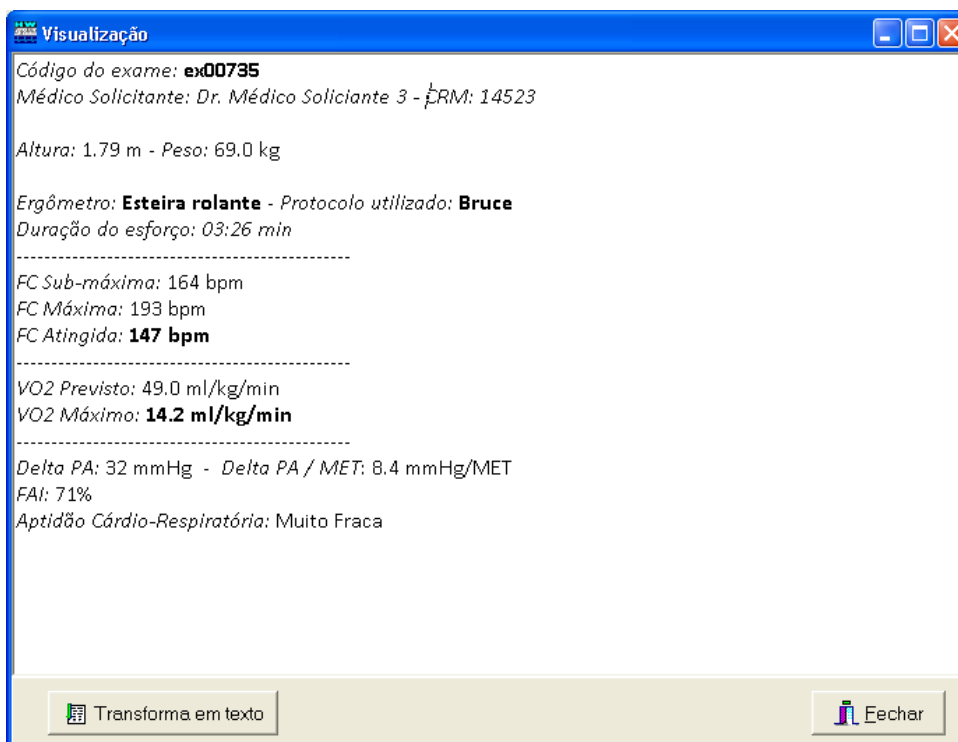 HW
Visualização
Código do exame: ex00735
Médico Solicitante: Dr. Médico Soliciante 3 - CRM: 14523
Altura: 1.79 m - Peso: 69.0 kg
Ergômetro: Esteira rolante - Protocolo utilizado: Bruce
Duração do esforço: 03:26 min
------------------------------------------------
FC Sub-máxima: 164 bpm
FC Máxima: 193 bpm
FC Atingida: 147 bpm
------------------------------------------------
VO2 Previsto: 49.0 ml/kg/min
VO2 Máximo: 14.2 ml/kg/min
------------------------------------------------
Delta PA: 32 mmHg - Delta PA / MET: 8.4 mmHg/MET
FAI: 71%
Aptidão Cárdio-Respiratória: Muito Fraca
Transforma em texto
Fechar